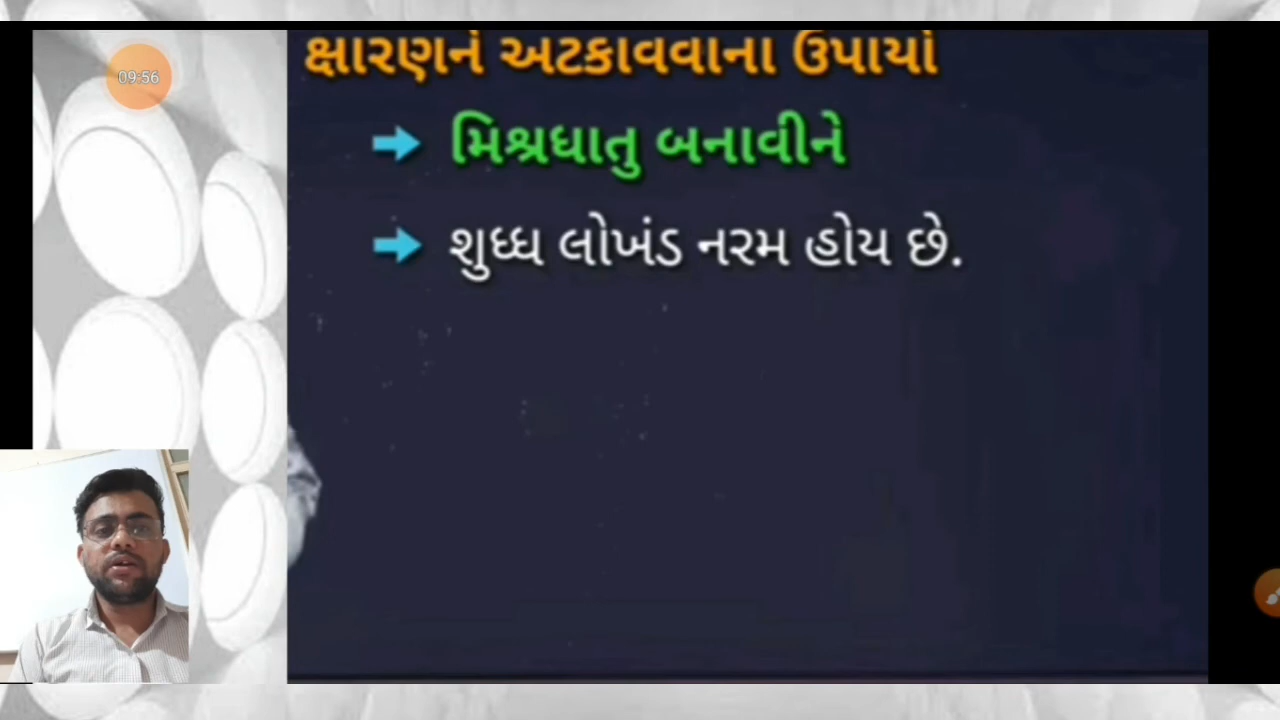 09:56
ક્ષારણને અટકાવવાના ઉપાયો
મિશ્રધાતુ બનાવીને
શુધ્ધ લોખંડ નરમ હોય છે.